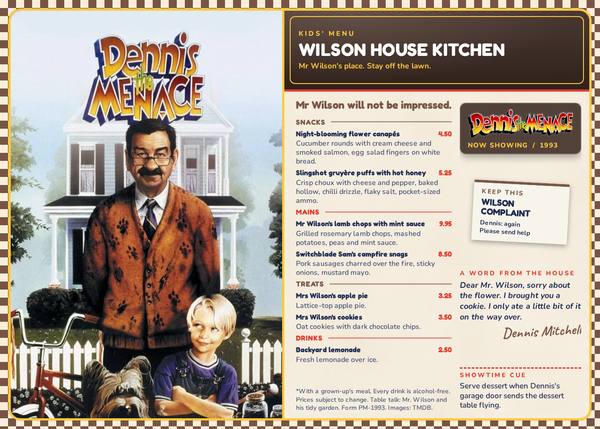 Dennis
the
MENACE
KIDS' MENU
WILSON HOUSE KITCHEN
Mr Wilson's place. Stay off the lawn.
Mr Wilson will not be impressed.
SNACKS
Night-blooming flower canapés 4.50
Cucumber rounds with cream cheese and
smoked salmon, egg salad fingers on white
bread.
Slingshot gruyère puffs with hot honey 5.25
Crisp choux with cheese and pepper, baked
hollow, chilli drizzle, flaky salt, pocket-sized
ammo.
MAINS
Mr Wilson's lamb chops with mint sauce 9.95
Grilled rosemary lamb chops, mashed
potatoes, peas and mint sauce.
Switchblade Sam's campfire snags 8.50
Pork sausages charred over the fire, sticky
onions, mustard mayo.
TREATS
Mrs Wilson's apple pie 3.25
Lattice-top apple pie.
Mrs Wilson's cookies 3.50
Oat cookies with dark chocolate chips.
DRINKS
Backyard lemonade 2.50
Fresh lemonade over ice.
*With a grown-up's meal. Every drink is alcohol-free.
Prices subject to change. Table talk: Mr. Wilson and
his tidy garden. Form PM-1993. Images: TMDB.
Dennis the MENACE
NOW SHOWING / 1993
KEEP THIS
WILSON
COMPLAINT
Dennis: again
Please send help
A WORD FROM THE HOUSE
Dear Mr. Wilson, sorry about
the flower. I brought you a
cookie. I only ate a little bit of it
on the way over.
Dennis Mitchell
SHOWTIME CUE
Serve dessert when Dennis's
garage door sends the dessert
table flying.